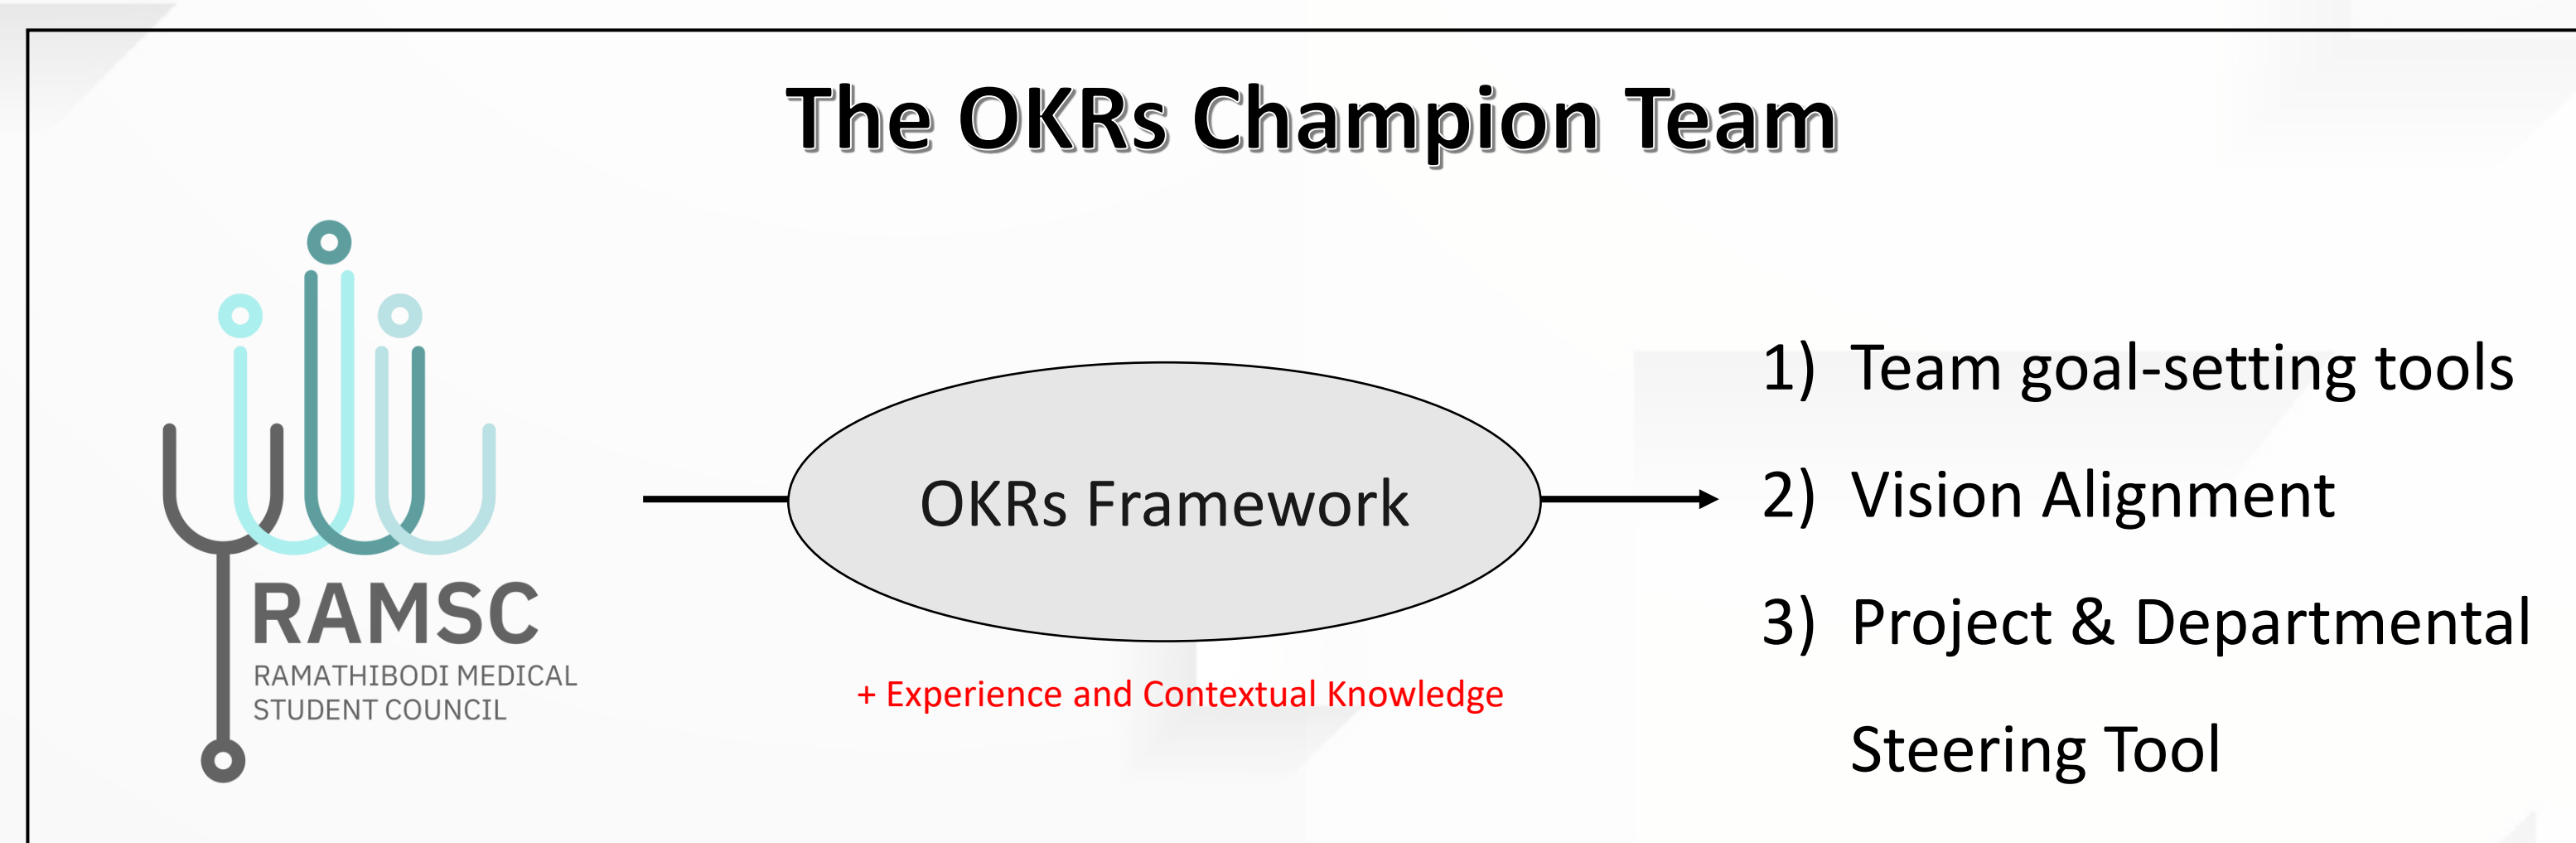 The OKRs Champion Team
RAMSC
RAMATHIBODI MEDICAL
STUDENT COUNCIL
OKRs Framework
+ Experience and Contextual Knowledge
1) Team goal-setting tools
2) Vision Alignment
3) Project & Departmental
Steering Tool